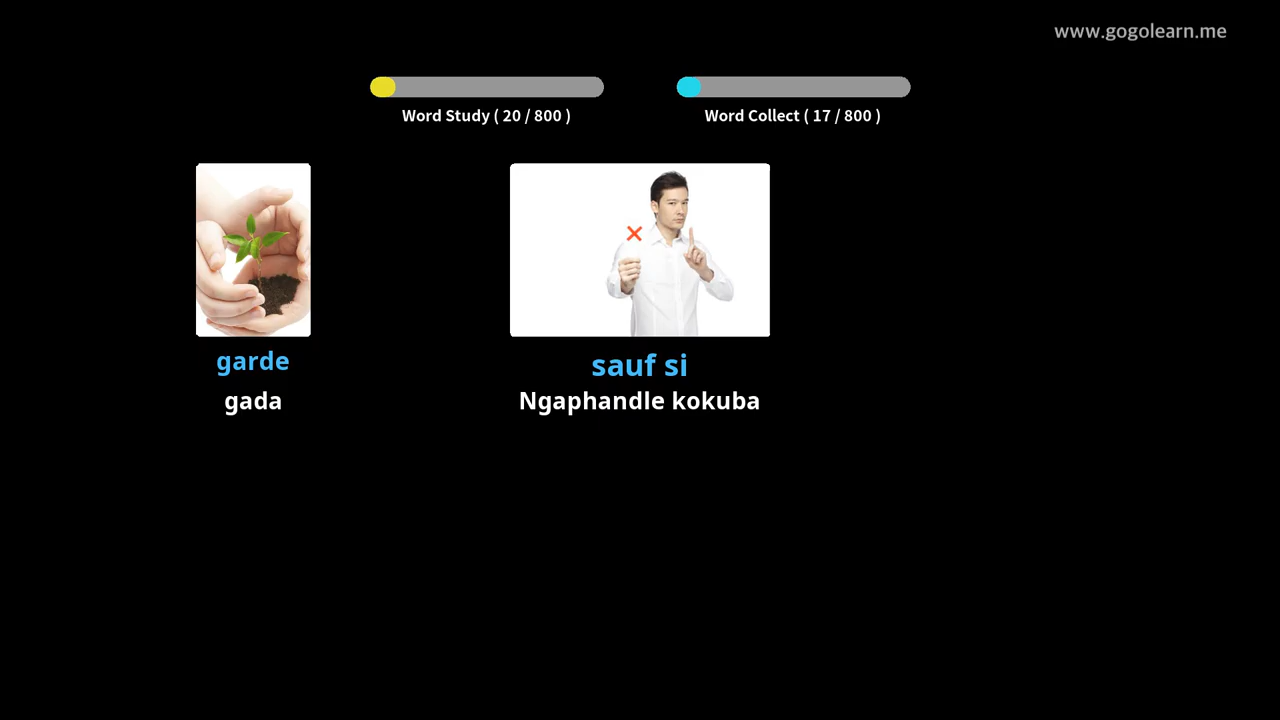 www.gogolearn.me
Word Study ( 20 / 800 )
Word Collect ( 17 / 800 )
garde
gada
sauf si
Ngaphandle kokuba